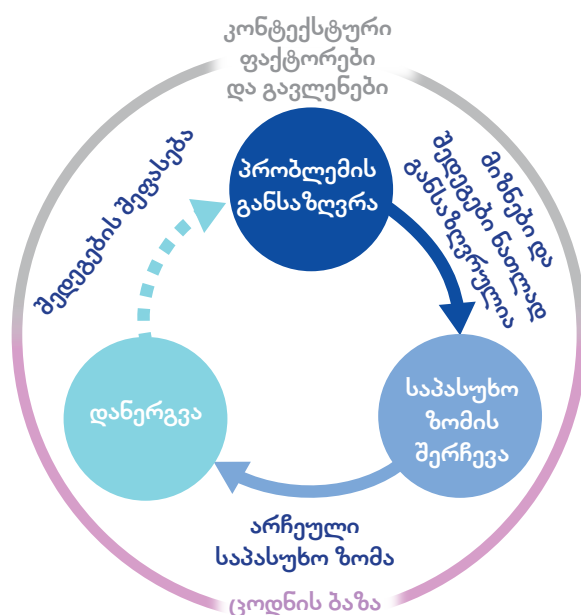 კონტექსტური
ფაქტორები
და გავლენები
პრობლემის
განსაზღვრა
მიზნები და
შედეგები ნათლად
განსაზღვრულია
საპასუხო
ზომის
შერჩევა
არჩეული
საპასუხო ზომა
დანერგვა
შედეგების შეფასება
ცოდნის ბაზა